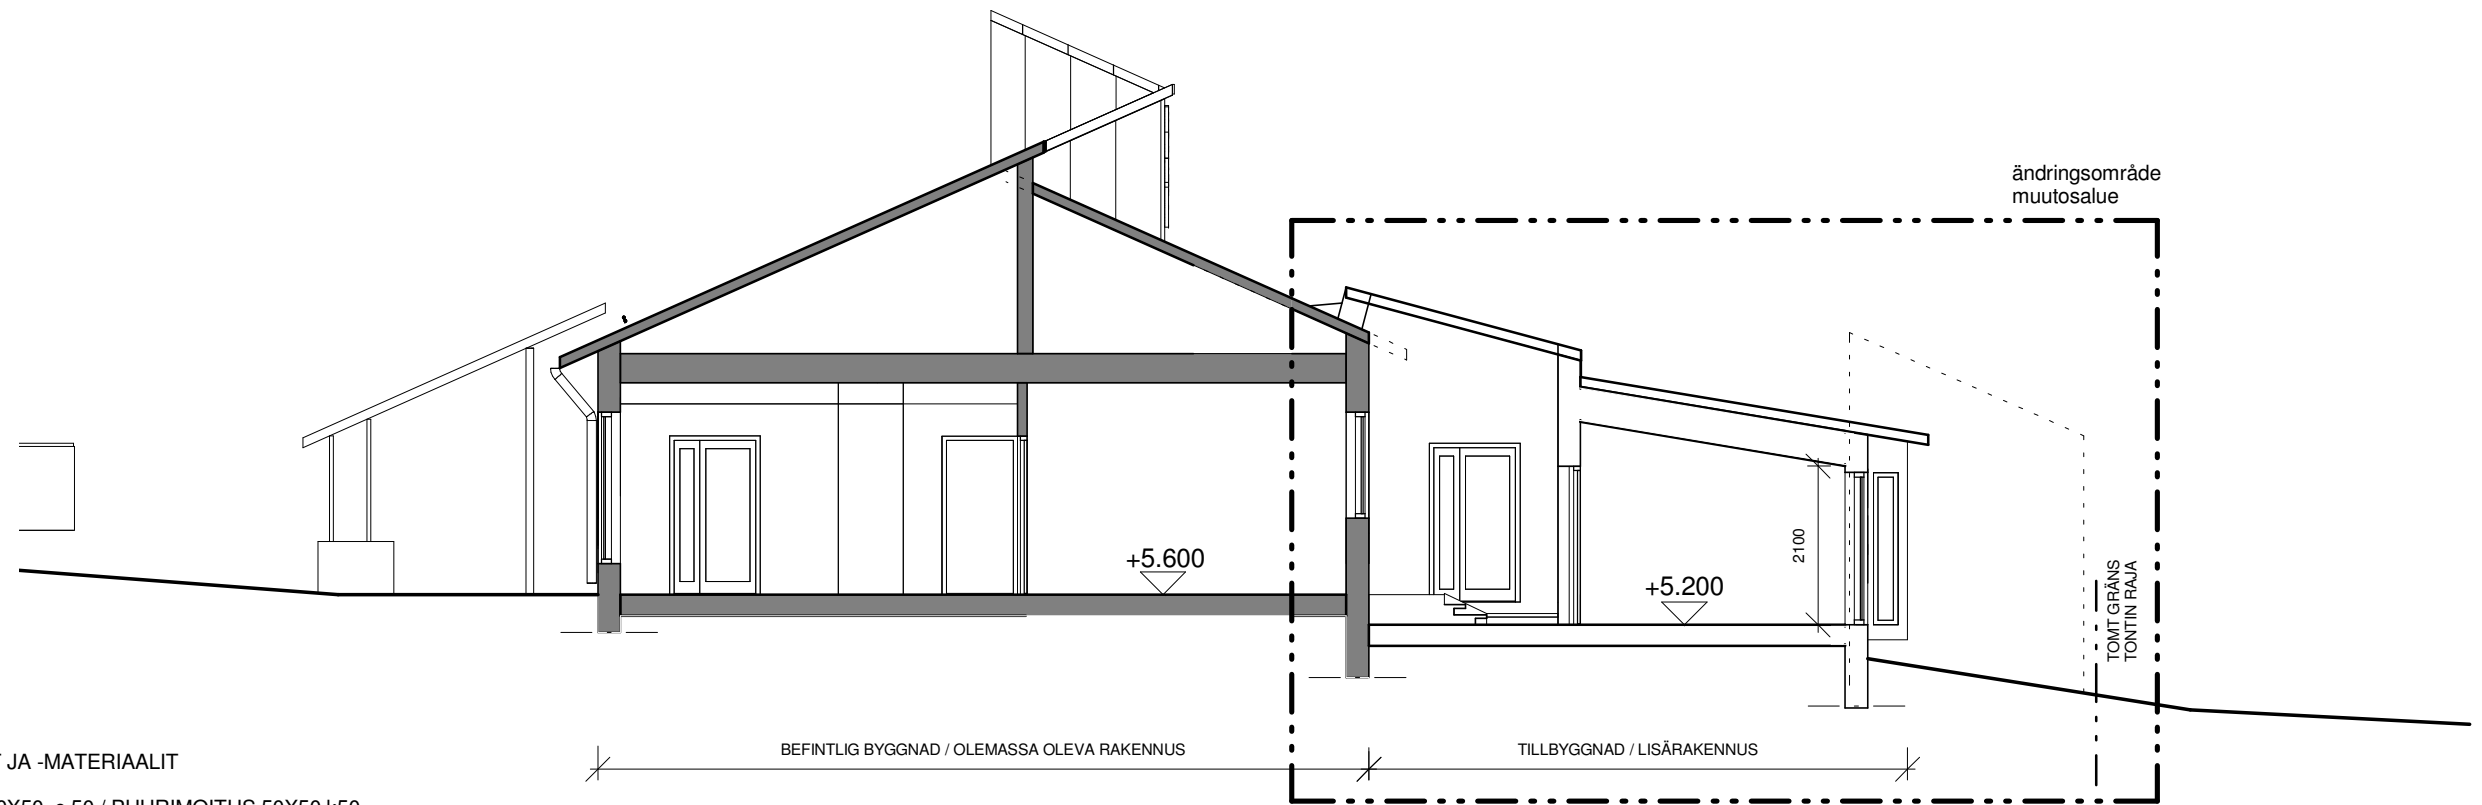 ändringsområde
muutosalue
+5.600
+5.200
2100
TOMT GRÄNS
TONTIN RAJA
BEFINTLIG BYGGNAD / OLEMASSA OLEVA RAKENNUS
TILLBYGGNAD / LISÄRAKENNUS
JA -MATERIAALIT